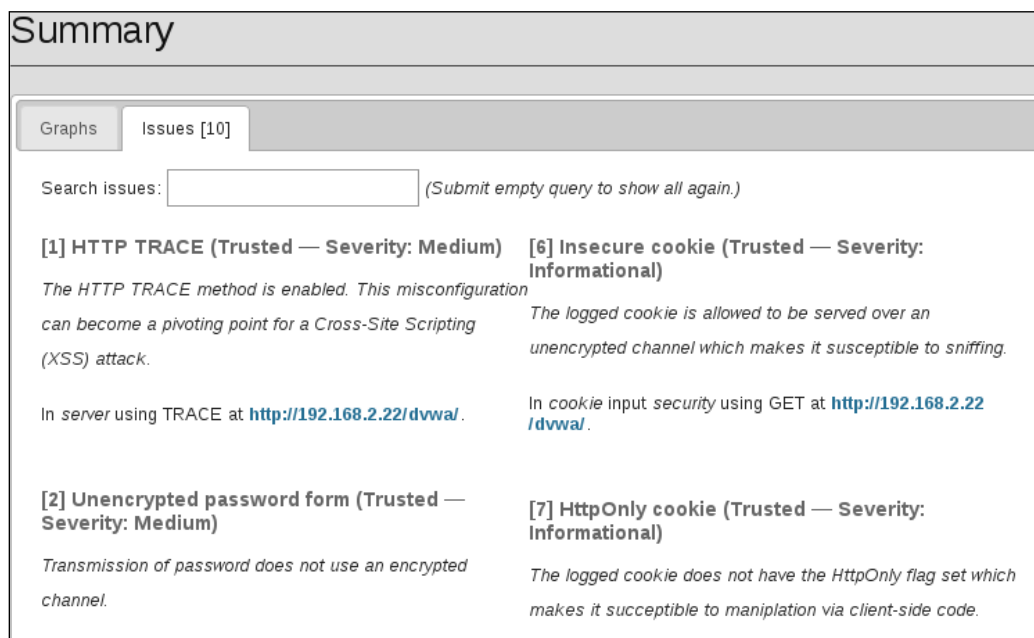 Summary
Graphs
Issues [10]
Search issues:
(Submit empty query to show all again.)
[1] HTTP TRACE (Trusted — Severity: Medium)
The HTTP TRACE method is enabled. This misconfiguration
can become a pivoting point for a Cross-Site Scripting
(XSS) attack.
In server using TRACE at http://192.168.2.22/dvwa/.
[2] Unencrypted password form (Trusted —
Severity: Medium)
Transmission of password does not use an encrypted
channel.
[6] Insecure cookie (Trusted — Severity:
Informational)
The logged cookie is allowed to be served over an
unencrypted channel which makes it susceptible to sniffing.
In cookie input security using GET at http://192.168.2.22
/dvwa/.
[7] HttpOnly cookie (Trusted — Severity:
Informational)
The logged cookie does not have the HttpOnly flag set which
makes it succeptible to maniplation via client-side code.